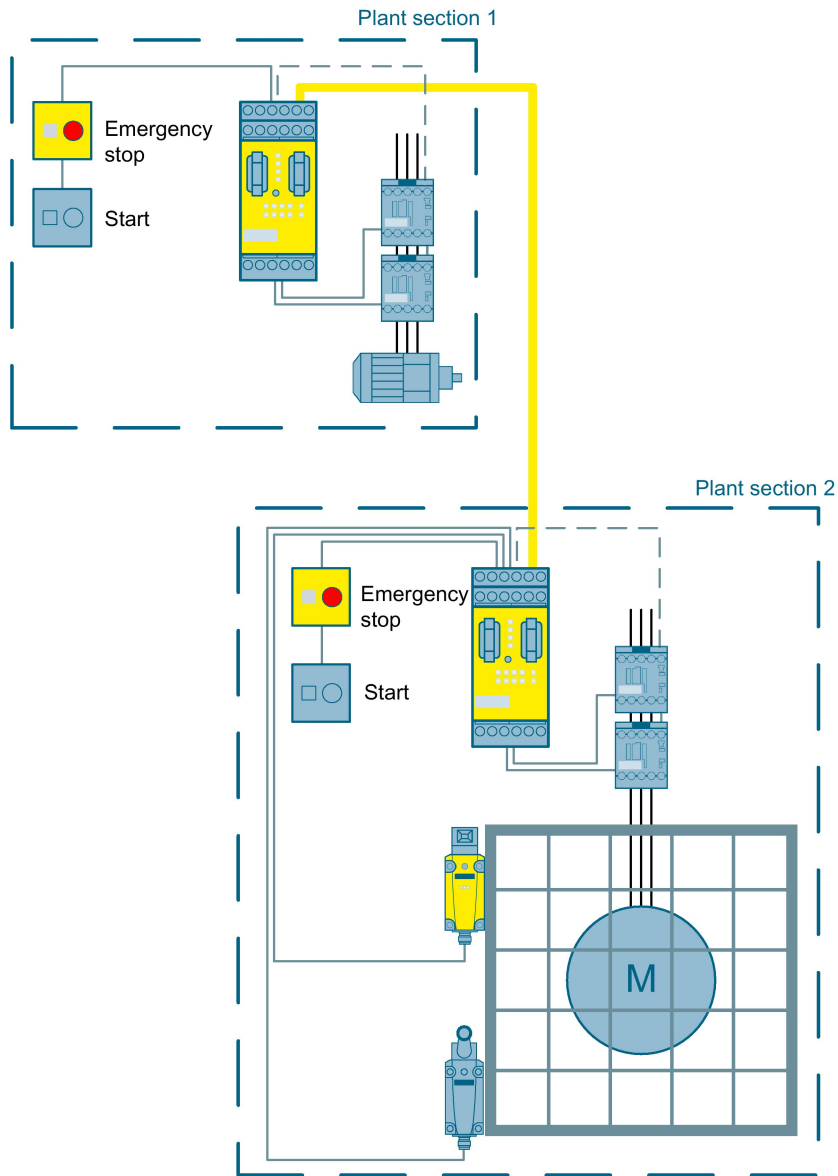 Plant section 1
Emergency
stop
Start
Plant section 2
Emergency
stop
Start
M